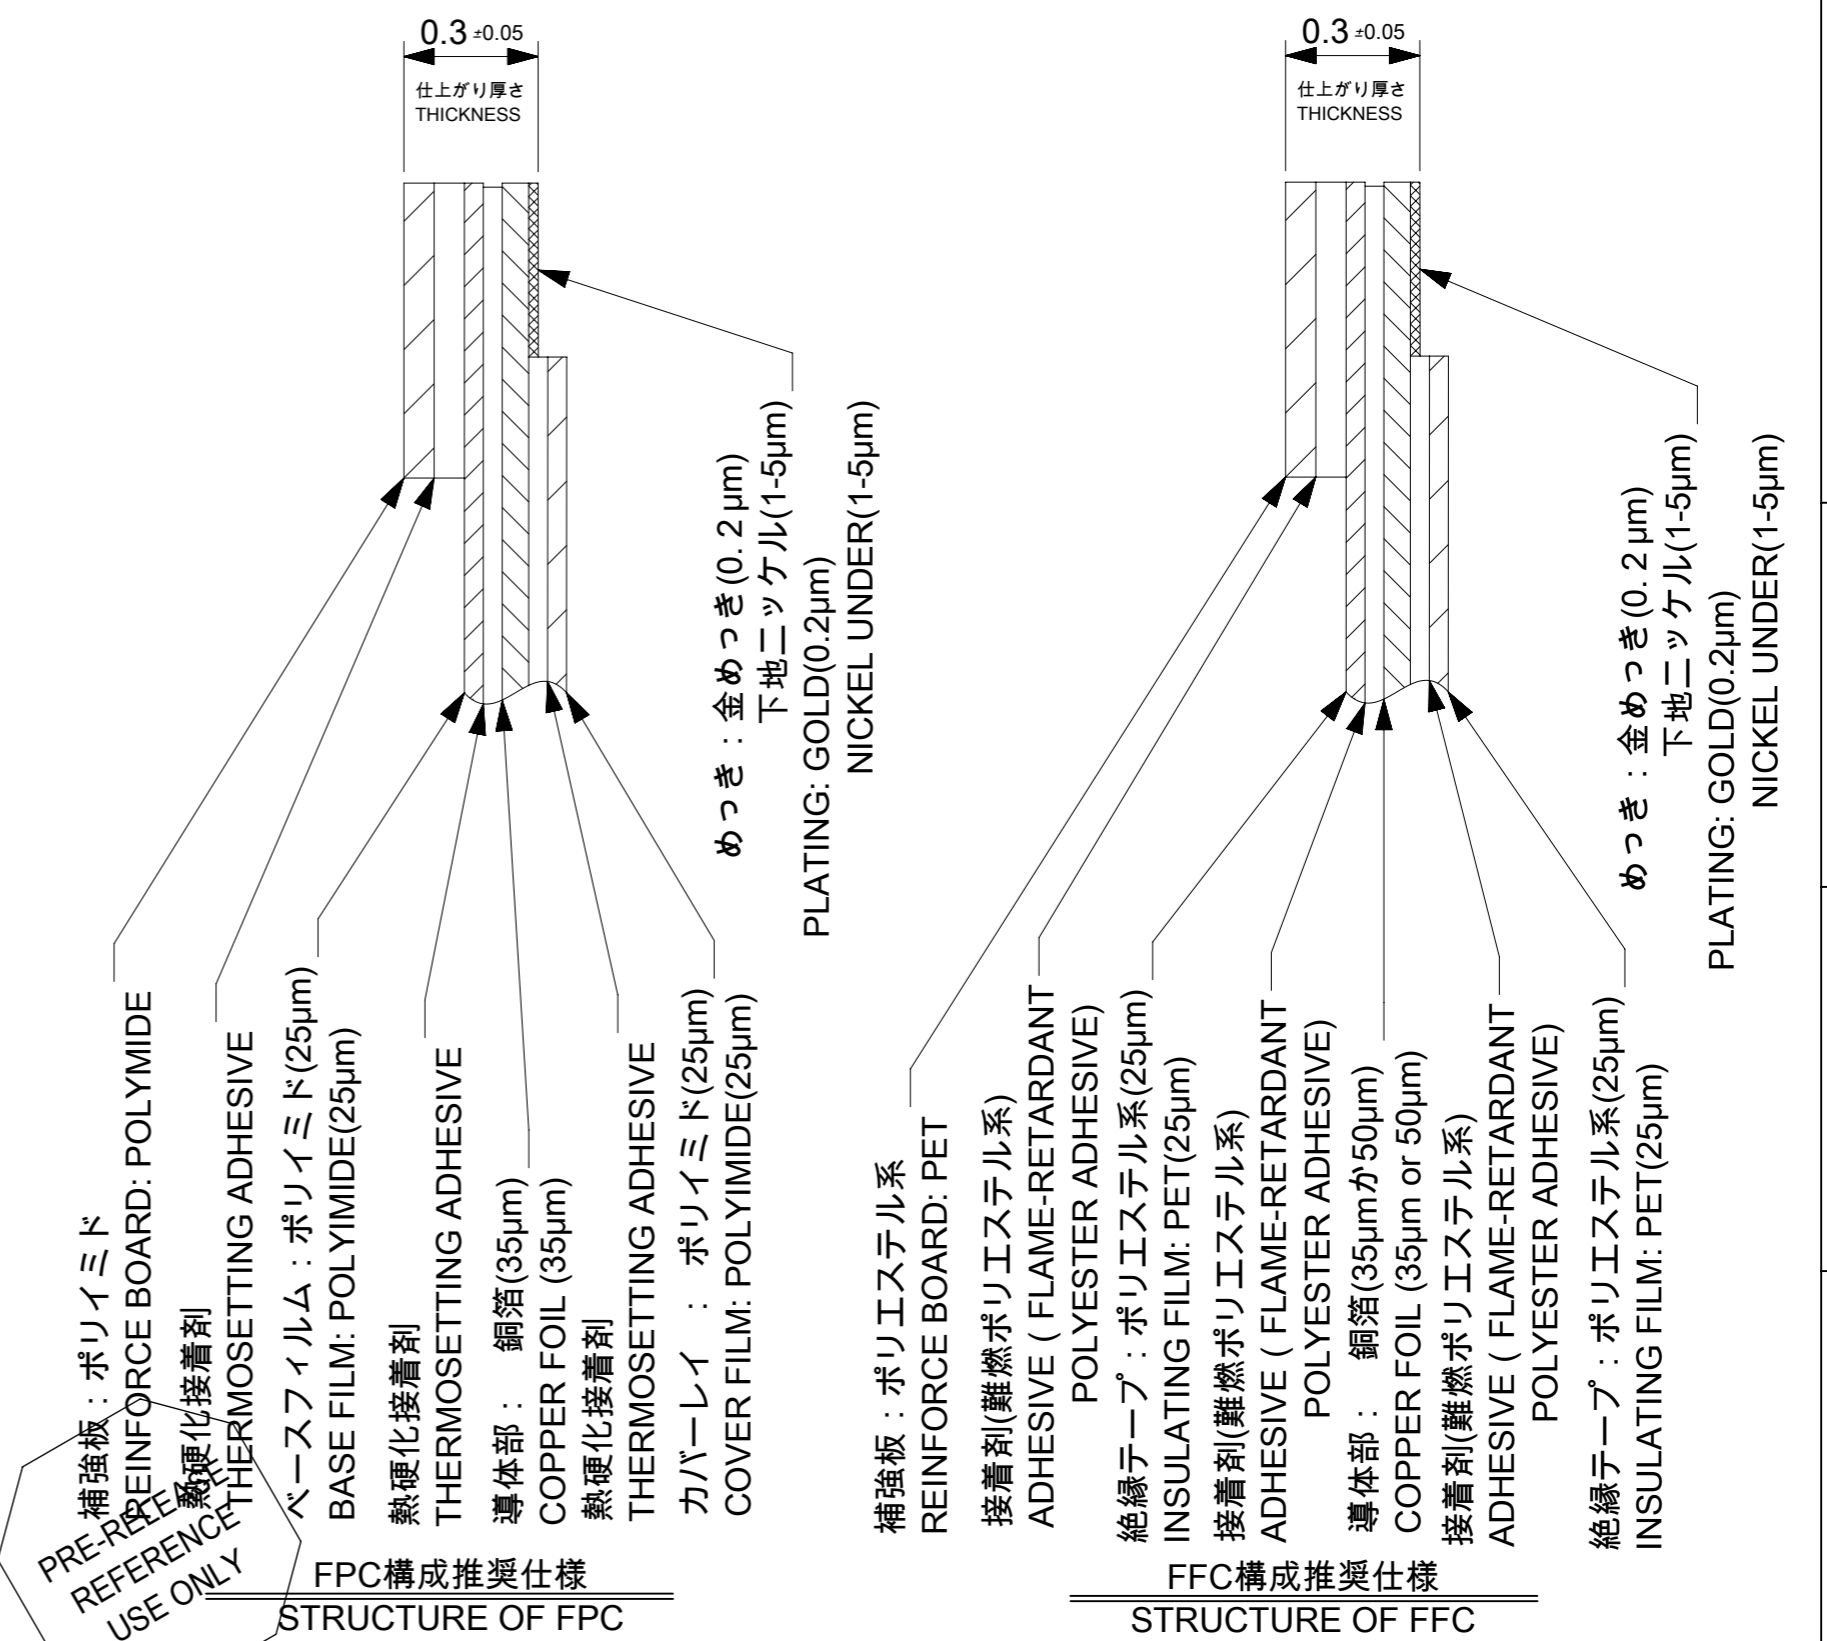 0.3 ±0.05
仕上がり厚さ
THICKNESS
めっき：金めっき(0.2μm)
下地ニッケル(1-5μm)
PLATING: GOLD(0.2μm)
NICKEL UNDER(1-5μm)
補強板：ポリイミド
REINFORCE BOARD: POLYMIDE
熱硬化接着剤
THERMOSETTING ADHESIVE
ベースフィルム：ポリイミド(25μm)
BASE FILM: POLYIMIDE(25μm)
熱硬化接着剤
THERMOSETTING ADHESIVE
導体部： 銅箔(35μm)
COPPER FOIL (35μm)
熱硬化接着剤
THERMOSETTING ADHESIVE
カバーレイ ： ポリイミド(25μm)
COVER FILM: POLYIMIDE(25μm)
PRE-RELEASE
REFERENCE
USE ONLY
FPC構成推奨仕様
STRUCTURE OF FPC
0.3 ±0.05
仕上がり厚さ
THICKNESS
めっき：金めっき(0.2μm)
下地ニッケル(1-5μm)
PLATING: GOLD(0.2μm)
NICKEL UNDER(1-5μm)
補強板：ポリエステル系
REINFORCE BOARD: PET
接着剤(難燃ポリエステル系)
ADHESIVE ( FLAME-RETARDANT
POLYESTER ADHESIVE)
絶縁テープ：ポリエステル系(25μm)
INSULATING FILM: PET(25μm)
接着剤(難燃ポリエステル系)
ADHESIVE ( FLAME-RETARDANT
POLYESTER ADHESIVE)
導体部： 銅箔(35μmか50μm)
COPPER FOIL (35μm or 50μm)
接着剤(難燃ポリエステル系)
ADHESIVE ( FLAME-RETARDANT
POLYESTER ADHESIVE)
絶縁テープ：ポリエステル系(25μm)
INSULATING FILM: PET(25μm)
FFC構成推奨仕様
STRUCTURE OF FFC